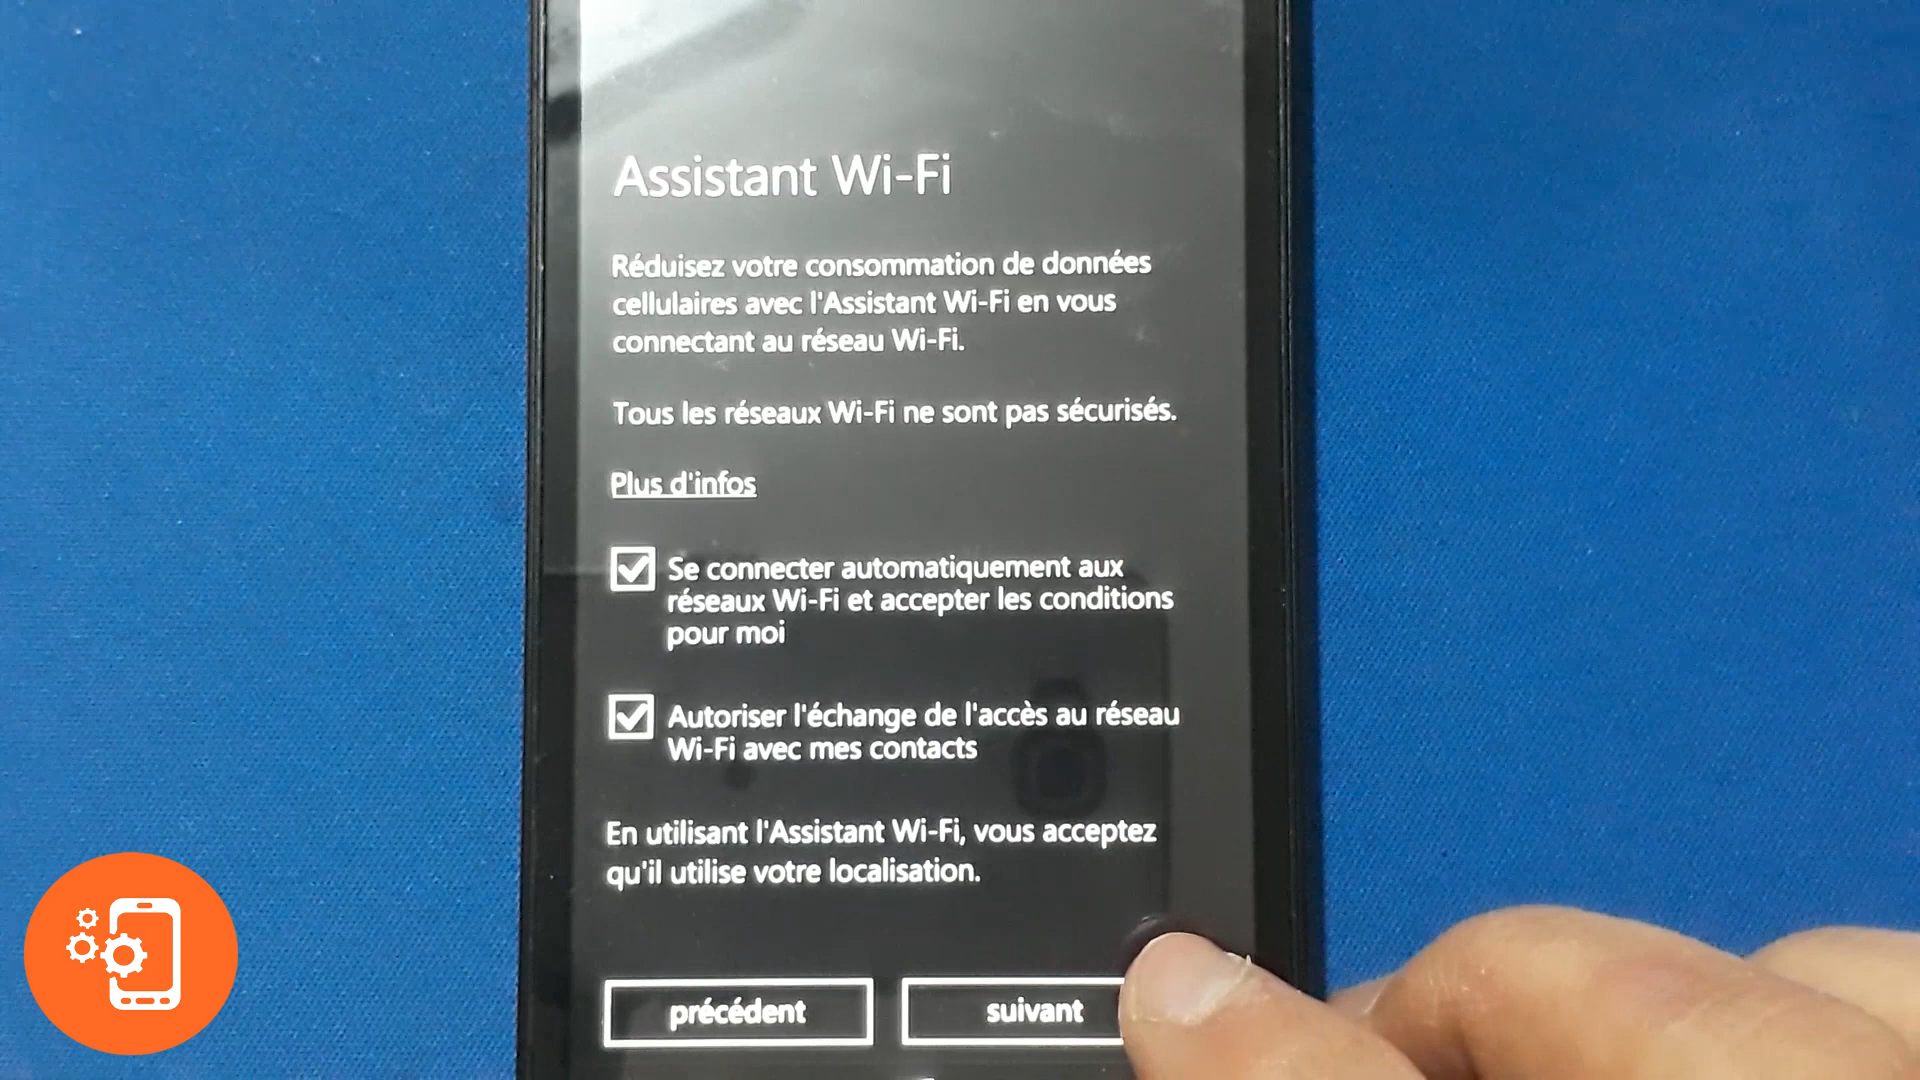 Assistant Wi-Fi
Réduisez votre consommation de données
cellulaires avec l'Assistant Wi-Fi en vous
connectant au réseau Wi-Fi.
Tous les réseaux Wi-Fi ne sont pas sécurisés.
Plus d'infos
Se connecter automatiquement aux
réseaux Wi-Fi et accepter les conditions
pour moi
Autoriser l'échange de l'accès au réseau
Wi-Fi avec mes contacts
En utilisant l'Assistant Wi-Fi, vous acceptez
qu'il utilise votre localisation.
précédent
suivant